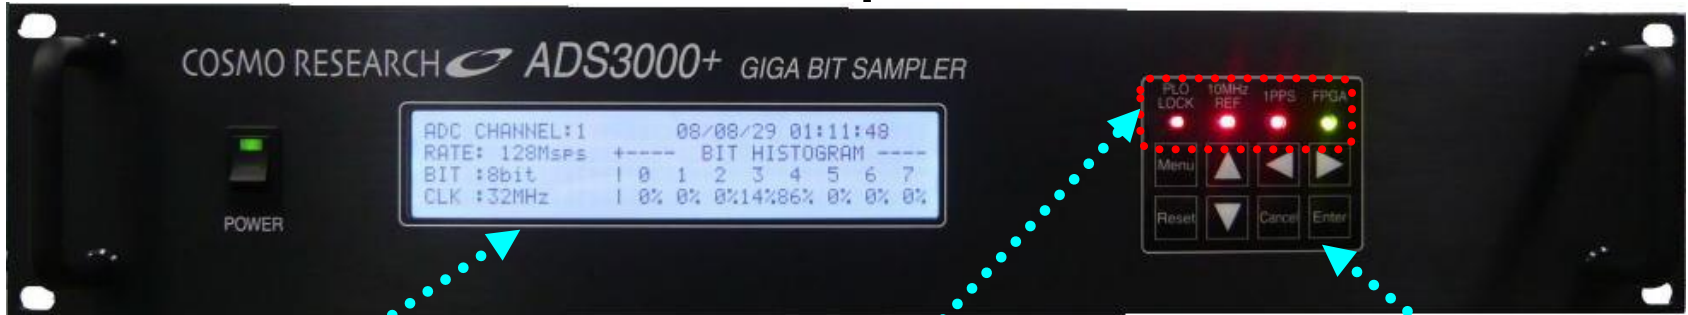 COSMO RESEARCH ADS3000+ GIGA BIT SAMPLER
POWER
ADC CHANNEL:1 08/08/29 01:11:48
RATE: 128Msps +---- BIT HISTOGRAM ----
BIT :8bit | 0 1 2 3 4 5 6 7
CLK :32MHz | 0% 0% 0%14%86% 0% 0% 0%
PLO LOCK
10MHz REF
1PPS
FPGA
Menu
Reset
Cancel
Enter